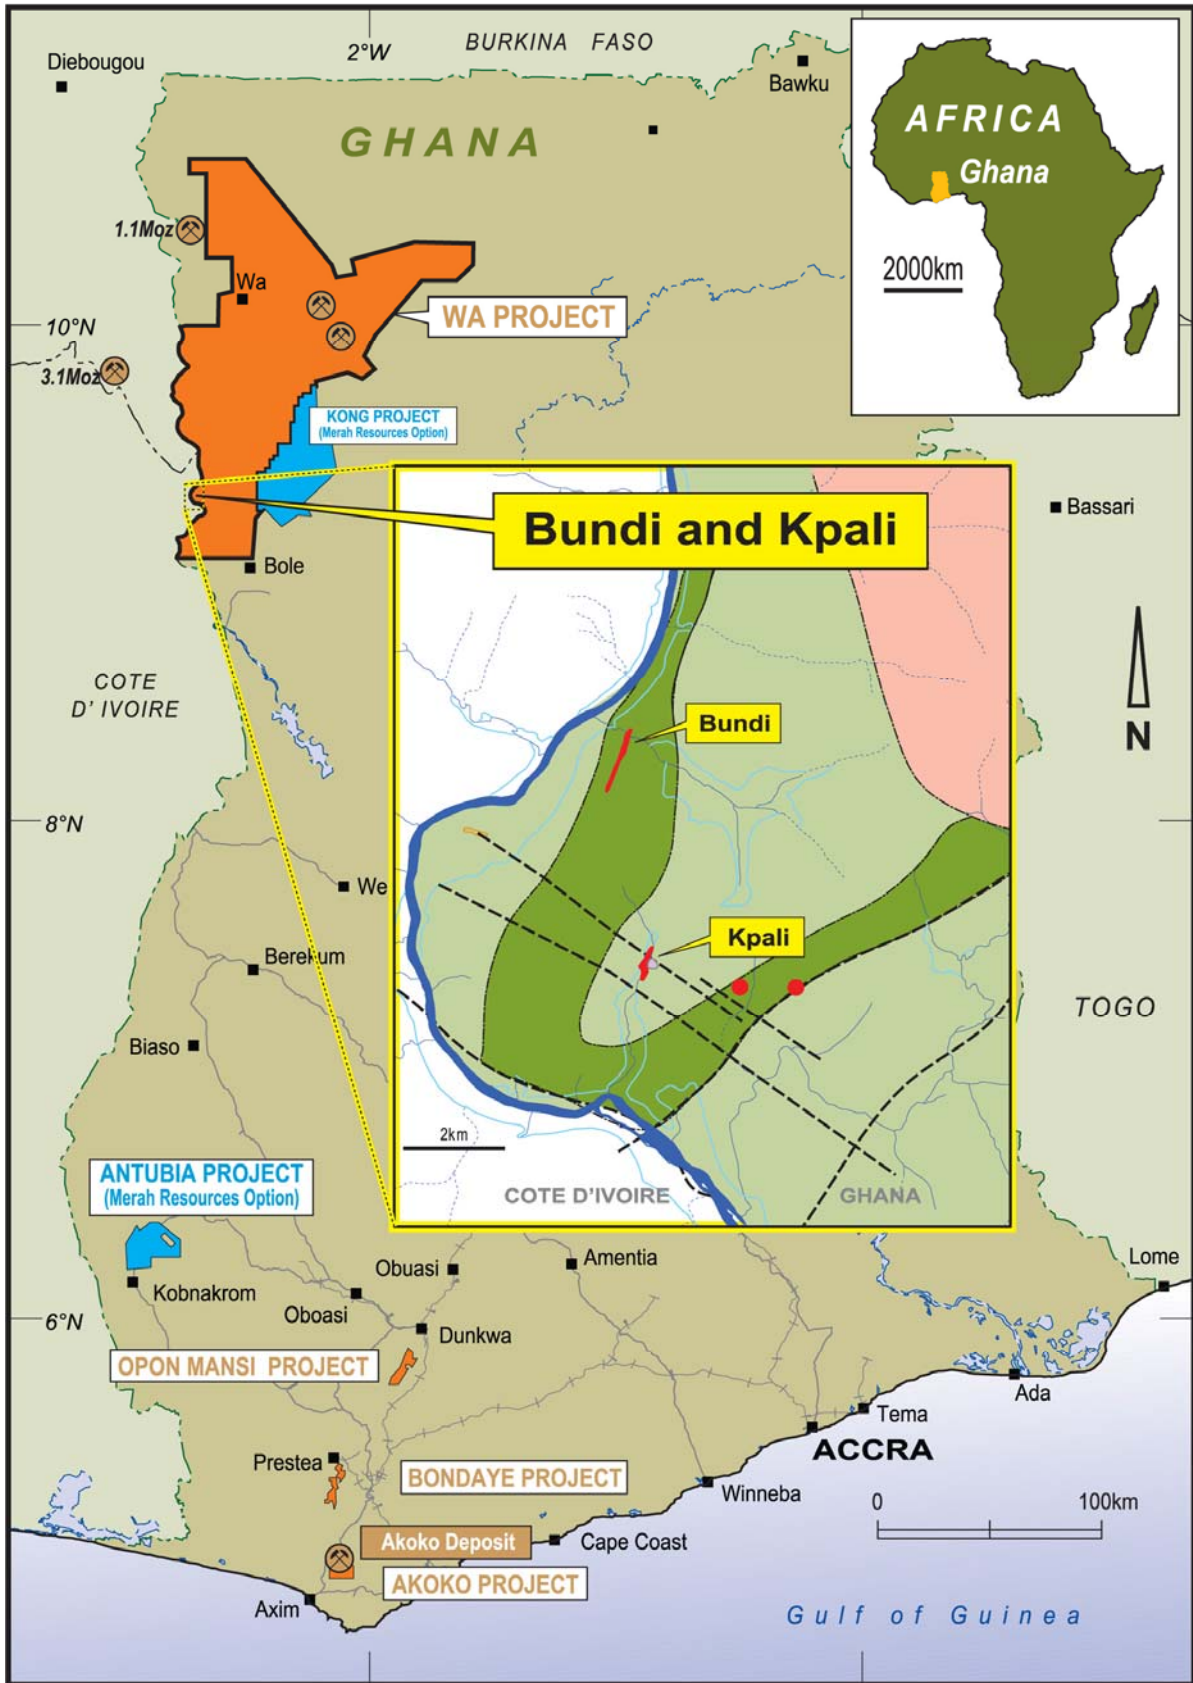 BURKINA FASO
2°W
Diebougou
Bawku
GHANA
AFRICA
Ghana
2000km
1.1Moz
Wa
WA PROJECT
10°N
3.1Moz
KONG PROJECT
(Merah Resources Option)
Bundi and Kpali
Bassari
Bole
COTE
D' IVOIRE
N
Bundi
8°N
We
Kpali
Berekum
TOGO
Biaso
2km
ANTUBIA PROJECT
(Merah Resources Option)
COTE D'IVOIRE
GHANA
Obuasi
Amentia
Lome
Kobnakrom
Oboasi
6°N
Dunkwa
OPON MANSI PROJECT
Ada
Tema
ACCRA
Prestea
BONDAYE PROJECT
Winneba
0
100km
Akoko Deposit
Cape Coast
AKOKO PROJECT
Axim
Gulf of Guinea